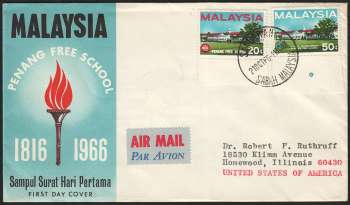 MALAYSIA
PENANG FREE SCHOOL
1816 1966
Sampul Surat Hari Pertama
FIRST DAY COVER
MALAYSIA
20c
MALAYSIA
50c
SABAH MALAYSIA
AIR MAIL
PAR AVION
Dr. Robert F. Ruthruff
18530 Klimm Avenue
Homewood, Illinois 60430
UNITED STATES OF AMERICA